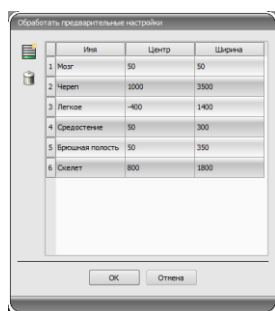 Обработать предварительные настройки
Имя Центр Ширина
1 Мозг 50 50
2 Череп 1000 3500
3 Легкое -400 1400
4 Средостение 50 300
5 Брюшная полость 50 350
6 Скелет 800 1800
OK Отмена